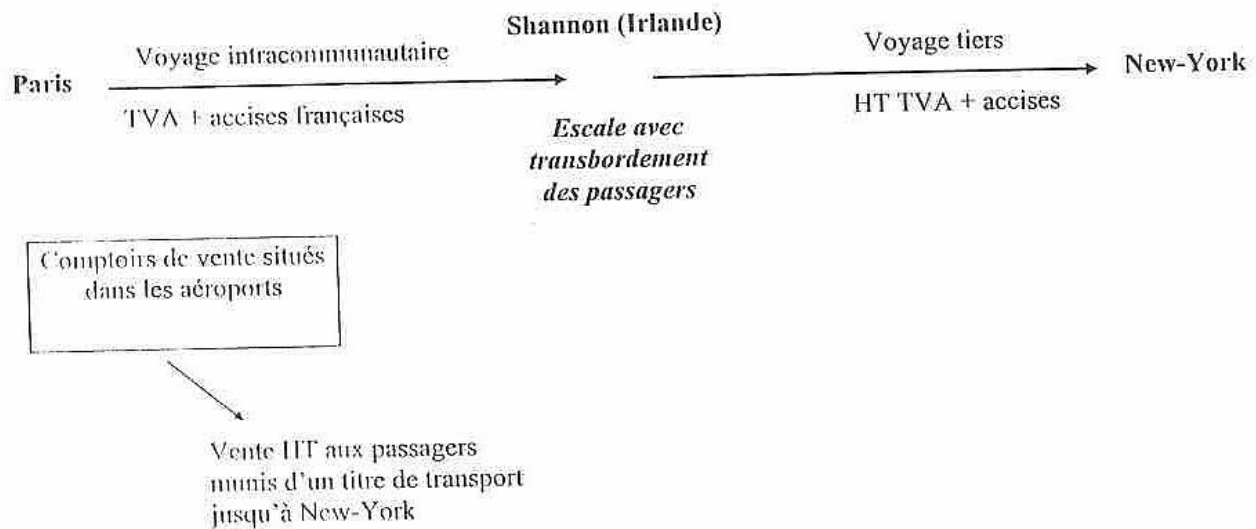 Shannon (Irlande)
Voyage intracommunautaire
Voyage tiers
Paris
New-York
TVA + accises françaises
HT TVA + accises
Escale avec
transbordement
des passagers
Comptoirs de vente situés
dans les aéroports
Vente HT aux passagers
munis d'un titre de transport
jusqu'à New-York